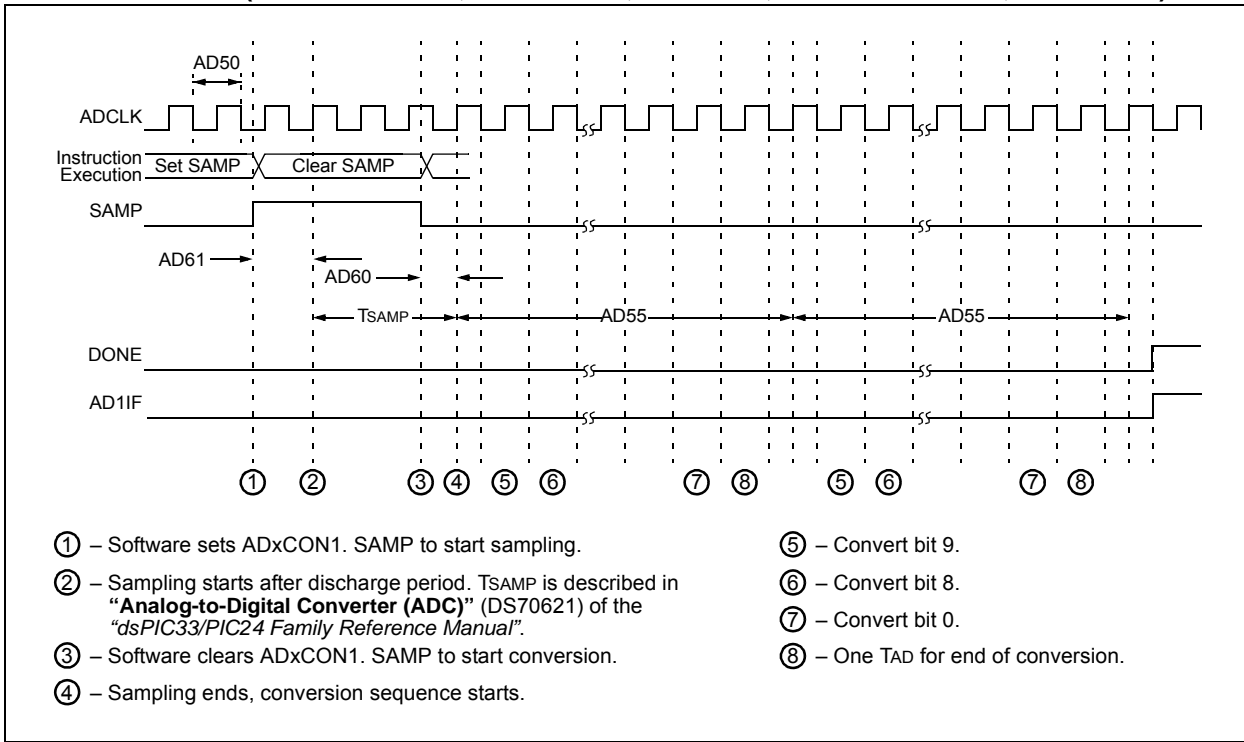 AD50
ADCLK
Instruction
Execution
Set SAMP
Clear SAMP
SAMP
AD61
AD60
TSAMP
AD55
AD55
DONE
AD1IF
1 2 3 4 5 6 7 8 5 6 7 8
1 – Software sets ADxCON1. SAMP to start sampling.
2 – Sampling starts after discharge period. TSAMP is described in
“Analog-to-Digital Converter (ADC)” (DS70621) of the
“dsPIC33/PIC24 Family Reference Manual”.
3 – Software clears ADxCON1. SAMP to start conversion.
4 – Sampling ends, conversion sequence starts.
5 – Convert bit 9.
6 – Convert bit 8.
7 – Convert bit 0.
8 – One TAD for end of conversion.